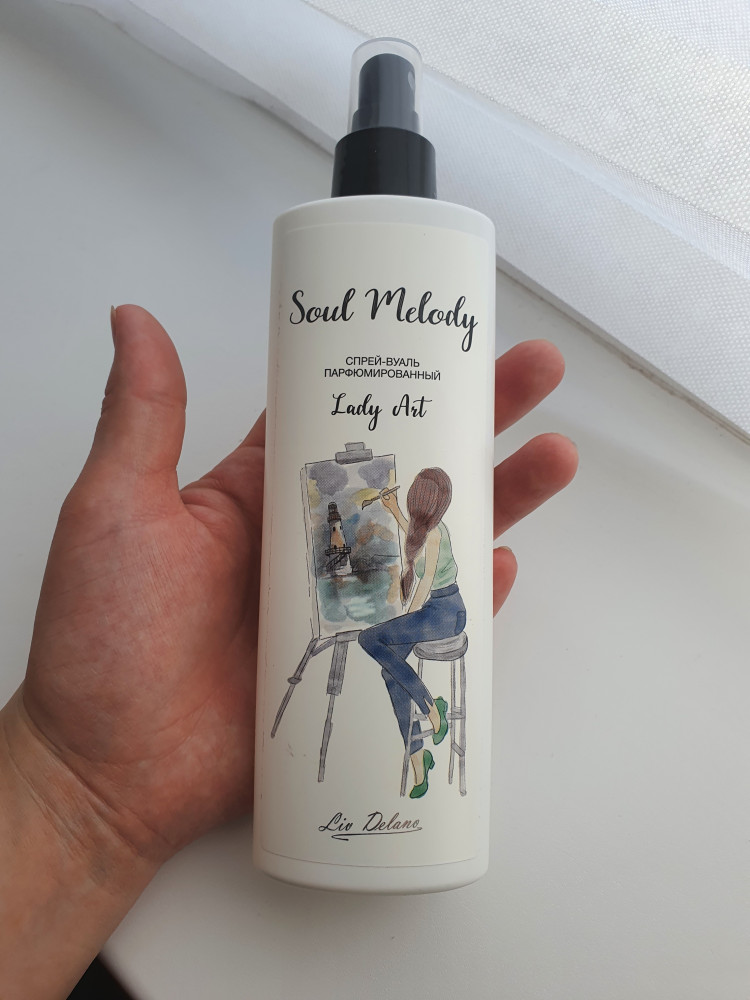 Soul Melody
СПРЕЙ-ВУАЛЬ
ПАРФЮМИРОВАННЫЙ
Lady Art
Liv Delano